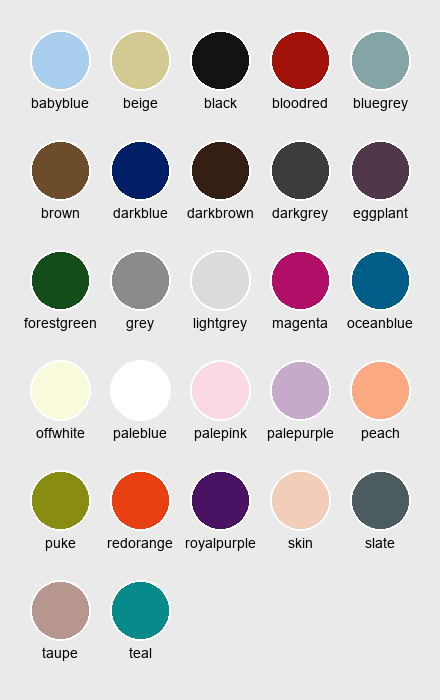 babyblue beige black bloodred bluegrey
brown darkblue darkbrown darkgrey eggplant
forestgreen grey lightgrey magenta oceanblue
offwhite paleblue palepink palepurple peach
puke redorange royalpurple skin slate
taupe teal